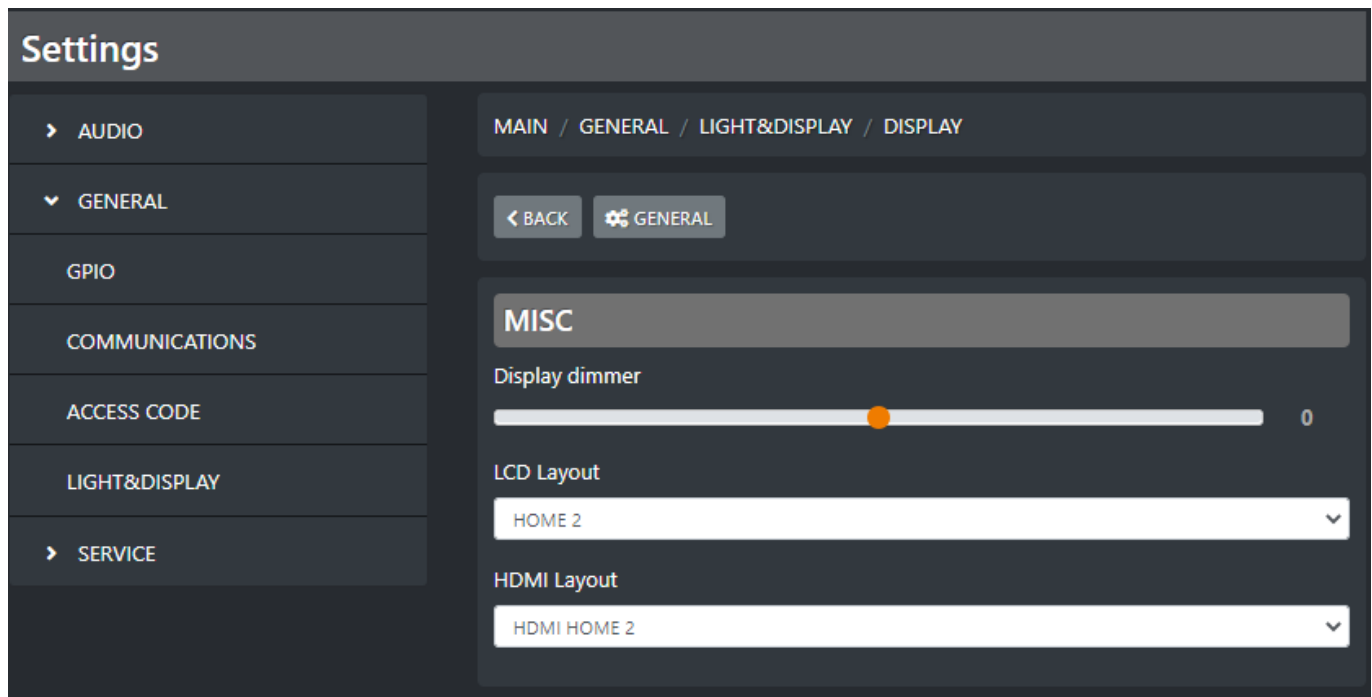 Settings
AUDIO
GENERAL
GPIO
COMMUNICATIONS
ACCESS CODE
LIGHT&DISPLAY
SERVICE
MAIN / GENERAL / LIGHT&DISPLAY / DISPLAY
BACK GENERAL
MISC
Display dimmer
0
LCD Layout
HOME 2
HDMI Layout
HDMI HOME 2